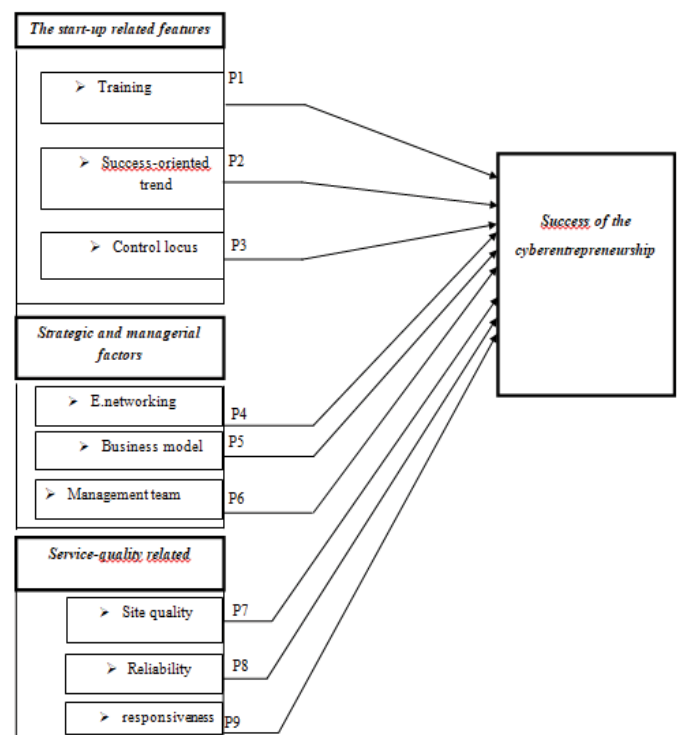 The start-up related features
➢ Training
P1
➢ Success-oriented
trend
P2
➢ Control locus
P3
Success of the
cyberentrepreneurship
Strategic and managerial
factors
➢ E.networking
P4
➢ Business model
P5
➢ Management team
P6
Service-quality related
➢ Site quality
P7
➢ Reliability
P8
➢ responsiveness
P9